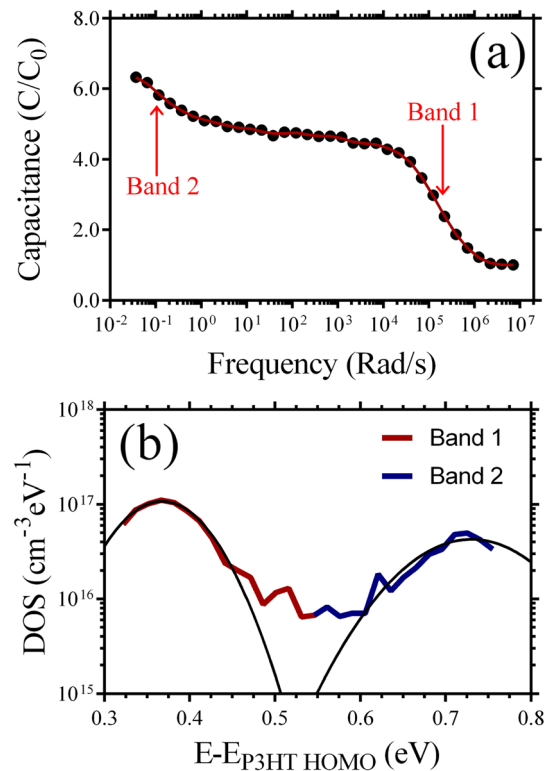 (a)
Capacitance (C/C₀)
8.0
6.0
4.0
2.0
0.0
Band 1
Band 2
10⁻² 10⁻¹ 10⁰ 10¹ 10² 10³ 10⁴ 10⁵ 10⁶ 10⁷
Frequency (Rad/s)
(b)
DOS (cm⁻³eV⁻¹)
10¹⁸
10¹⁷
10¹⁶
10¹⁵
Band 1
Band 2
0.3 0.4 0.5 0.6 0.7 0.8
E-E_P3HT HOMO (eV)